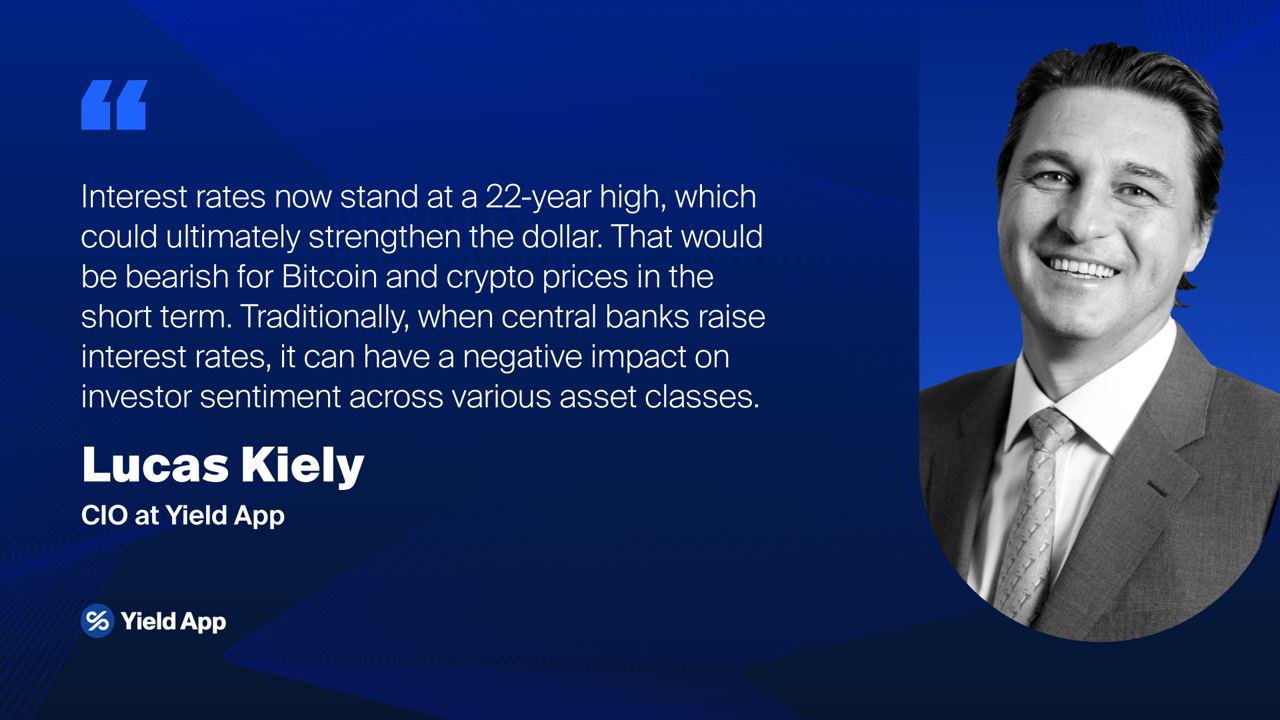 Interest rates now stand at a 22-year high, which
could ultimately strengthen the dollar. That would
be bearish for Bitcoin and crypto prices in the
short term. Traditionally, when central banks raise
interest rates, it can have a negative impact on
investor sentiment across various asset classes.
Lucas Kiely
CIO at Yield App
Yield App